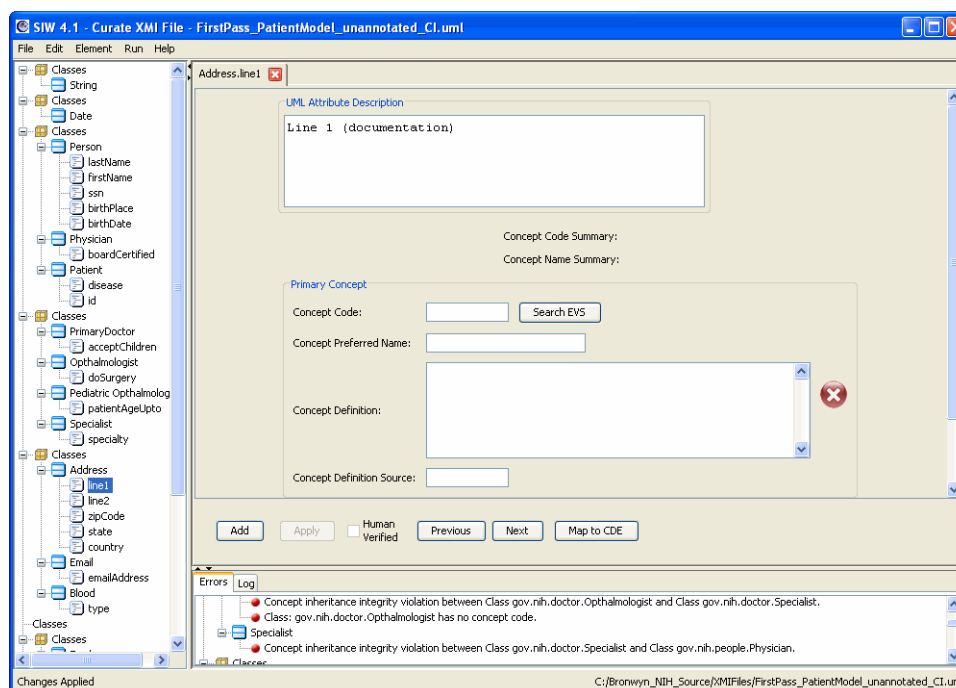 SIW 4.1 - Curate XMI File - FirstPass_PatientModel_unannotated_CI.uml
File Edit Element Run Help
Classes
String
Classes
Date
Classes
Person
lastName
firstName
ssn
birthPlace
birthDate
Physician
boardCertified
Patient
disease
id
Classes
PrimaryDoctor
acceptChildren
Opthalmologist
doSurgery
Pediatric Opthalmolog
patientAgeUpto
Specialist
specialty
Classes
Address
line1
line2
zipCode
state
country
Email
emailAddress
Blood
type
Classes
Classes
Address.line1
UML Attribute Description
Line 1 (documentation)
Concept Code Summary:
Concept Name Summary:
Primary Concept
Concept Code:
Search EVS
Concept Preferred Name:
Concept Definition:
Concept Definition Source:
Add
Apply
Human
Verified
Previous
Next
Map to CDE
Errors
Log
Concept inheritance integrity violation between Class gov.nih.doctor.Opthalmologist and Class gov.nih.doctor.Specialist.
Class: gov.nih.doctor.Opthalmologist has no concept code.
Specialist
Concept inheritance integrity violation between Class gov.nih.doctor.Specialist and Class gov.nih.people.Physician.
Classes
Changes Applied
C:/Bronwyn_NIH_Source/XMIFiles/FirstPass_PatientModel_unannotated_CI.um